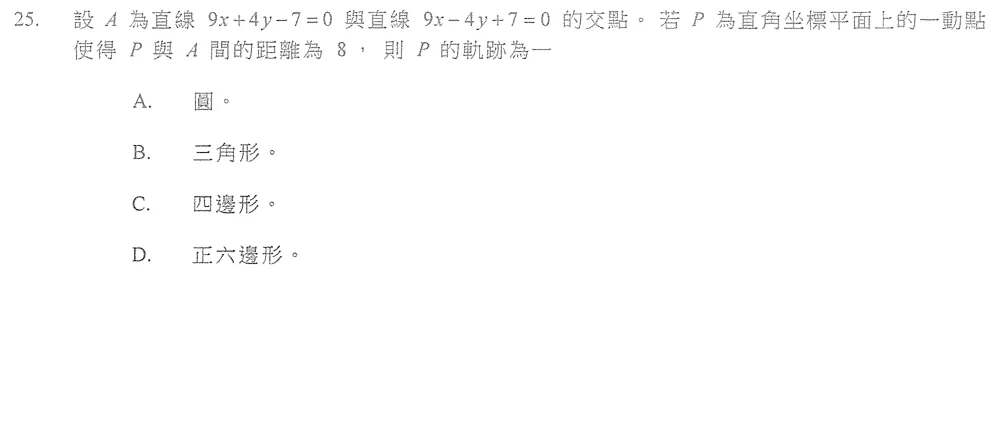 25. 設 A 為直線 9x+4y−7=0 與直線 9x−4y+7=0 的交點。若 P 為直角坐標平面上的一動點
使得 P 與 A 間的距離為 8， 則 P 的軌跡為一
A. 圓。
B. 三角形。
C. 四邊形。
D. 正六邊形。